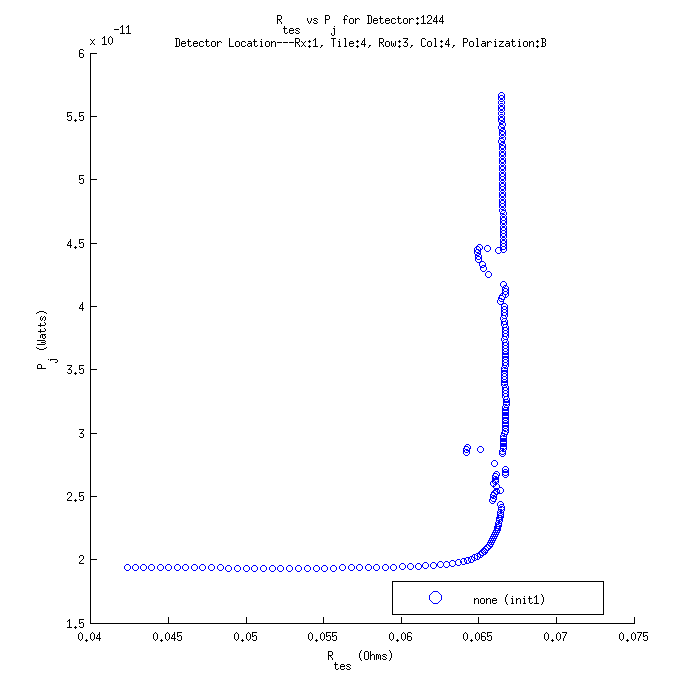 R_tes vs P_j for Detector:1244
Detector Location---Rx:1, Tile:4, Row:3, Col:4, Polarization:B
x 10^-11
6
5.5
5
4.5
4
3.5
3
2.5
2
1.5
P_j (Watts)
none (init1)
0.04 0.045 0.05 0.055 0.06 0.065 0.07 0.075
R_tes (Ohms)